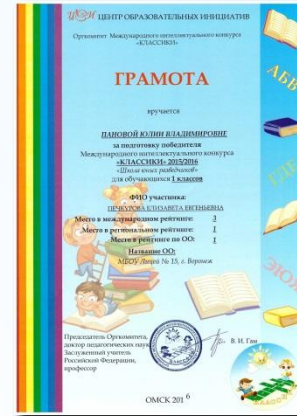 ЦЕНТР ОБРАЗОВАТЕЛЬНЫХ ИНИЦИАТИВ
Оргкомитет Международного интеллектуального конкурса
«КЛАССИКИ»
ГРАМОТА
вручается
ПАНОВОЙ ЮЛИИ ВЛАДИМИРОВНЕ
за подготовку победителя
Международного интеллектуального конкурса
«КЛАССИКИ» 2015/2016
«Школа юных разведчиков»
для обучающихся 1 классов
ФИО участника:
ЕЛИЗАВЕТА ЕВГЕНЬЕВНА
Место в международном рейтинге: 3
Место в региональном рейтинге: 1
Место в рейтинге по ОО: 1
Название ОО:
МБОУ Лицей № 15, г. Воронеж
Председатель Оргкомитета,
доктор педагогических наук
Заслуженный учитель
Российской Федерации,
профессор
В. И. Гам
ОМСК 2016
АБВ